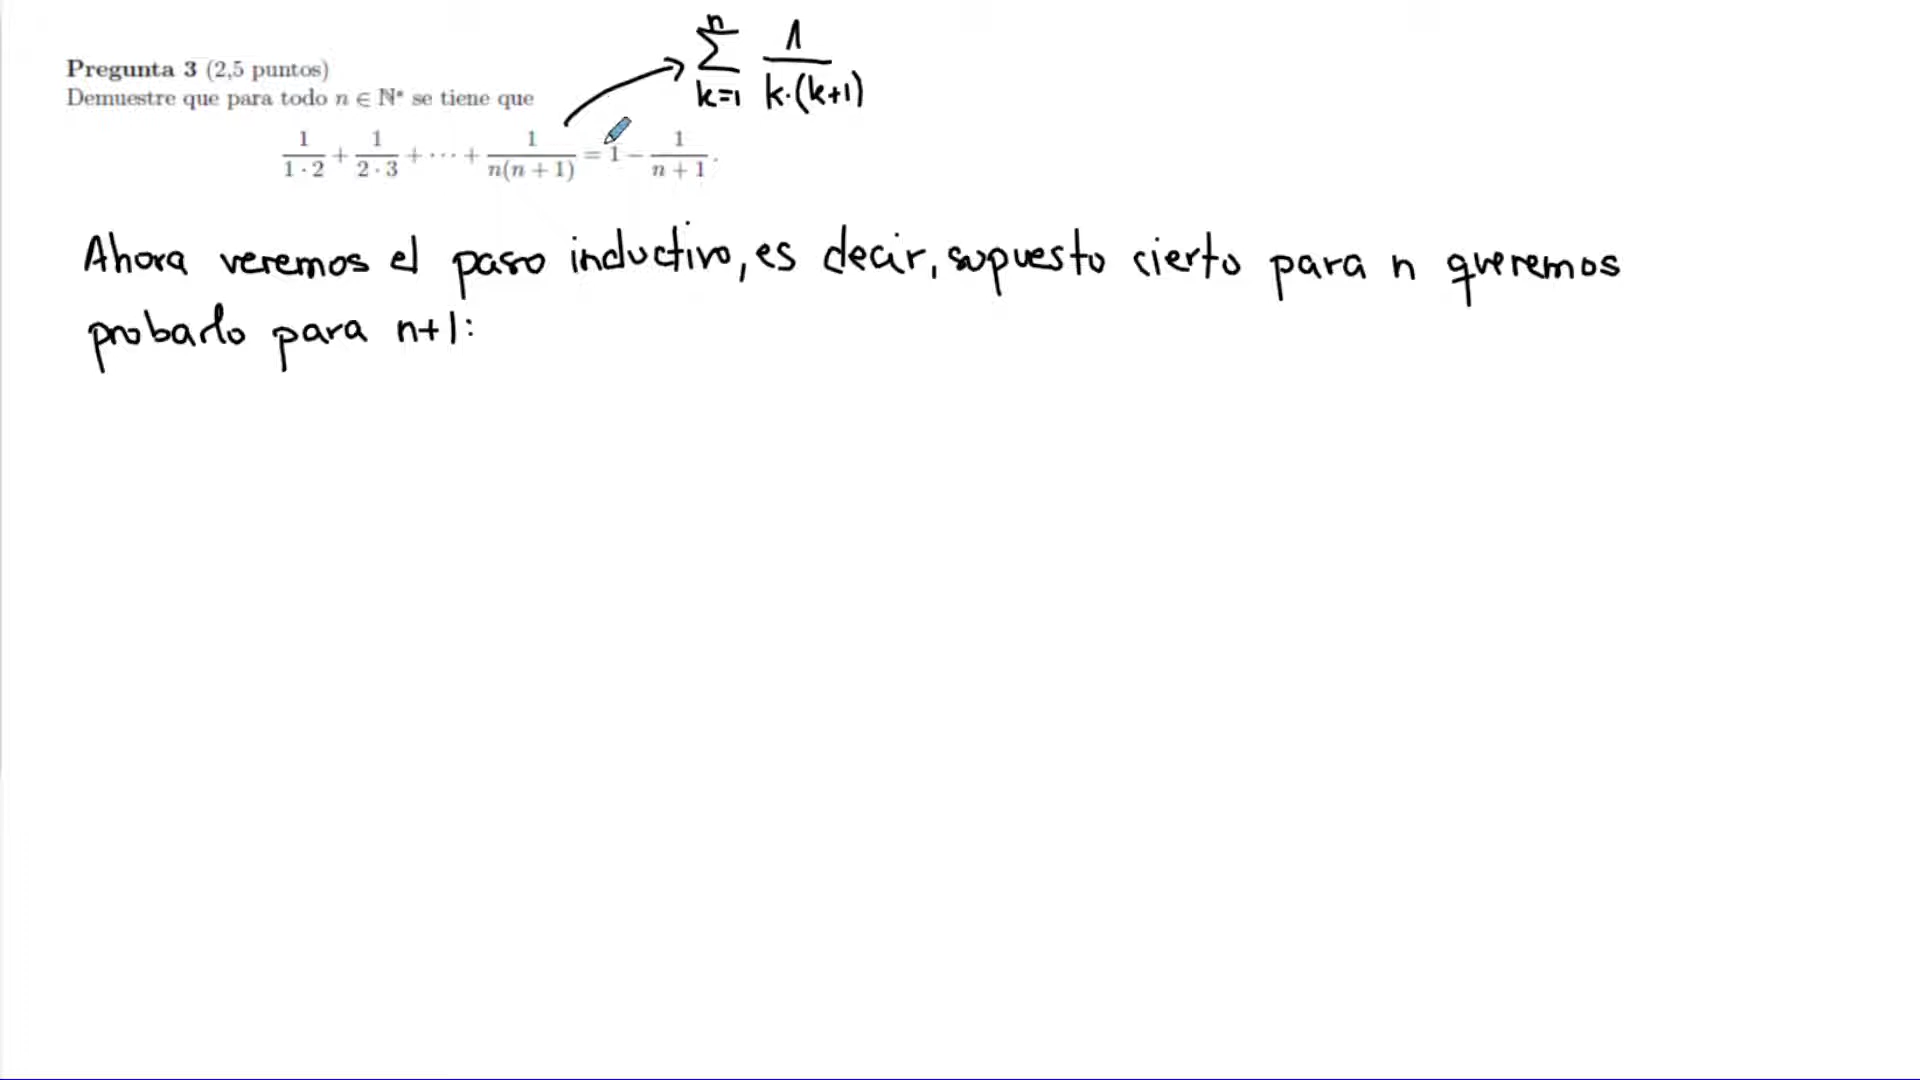 Pregunta 3 (2,5 puntos)
Demuestre que para todo n ∈ ℕ* se tiene que
1/(1·2) + 1/(2·3) + ··· + 1/(n(n+1)) = 1 − 1/(n+1).
∑_{k=1}^{n} 1/(k·(k+1))
Ahora veremos el paso inductivo, es decir, supuesto cierto para n queremos
probarlo para n+1: